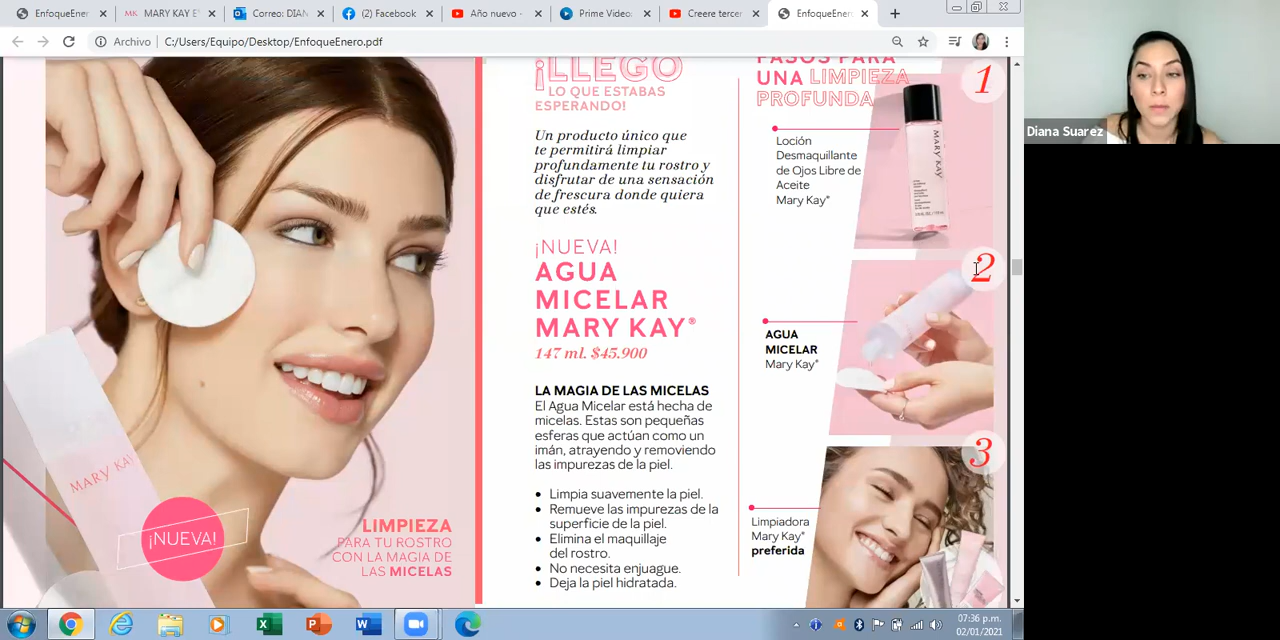 EnfoqueEner
MK MARY KAY E
Correo: DIAN
(2) Facebook
Año nuevo -
Prime Video:
Creere tercer
EnfoqueEner
Archivo
C:/Users/Equipo/Desktop/EnfoqueEnero.pdf
¡LLEGÓ
LO QUE ESTABAS
ESPERANDO!
Un producto único que
te permitirá limpiar
profundamente tu rostro y
disfrutar de una sensación
de frescura donde quiera
que estés.
¡NUEVA!
AGUA
MICELAR
MARY KAY®
147 ml. $45.900
LA MAGIA DE LAS MICELAS
El Agua Micelar está hecha de
micelas. Estas son pequeñas
esferas que actúan como un
imán, atrayendo y removiendo
las impurezas de la piel.
• Limpia suavemente la piel.
• Remueve las impurezas de la
superficie de la piel.
• Elimina el maquillaje
del rostro.
• No necesita enjuague.
• Deja la piel hidratada.
MARY KAY
¡NUEVA!
LIMPIEZA
PARA TU ROSTRO
CON LA MAGIA DE
LAS MICELAS
PASOS PARA
UNA LIMPIEZA
PROFUNDA
1
Loción
Desmaquillante
de Ojos Libre de
Aceite
Mary Kay®
MARY KAY
2
AGUA
MICELAR
Mary Kay®
3
Limpiadora
Mary Kay®
preferida
Diana Suarez
07:36 p.m.
02/01/2021